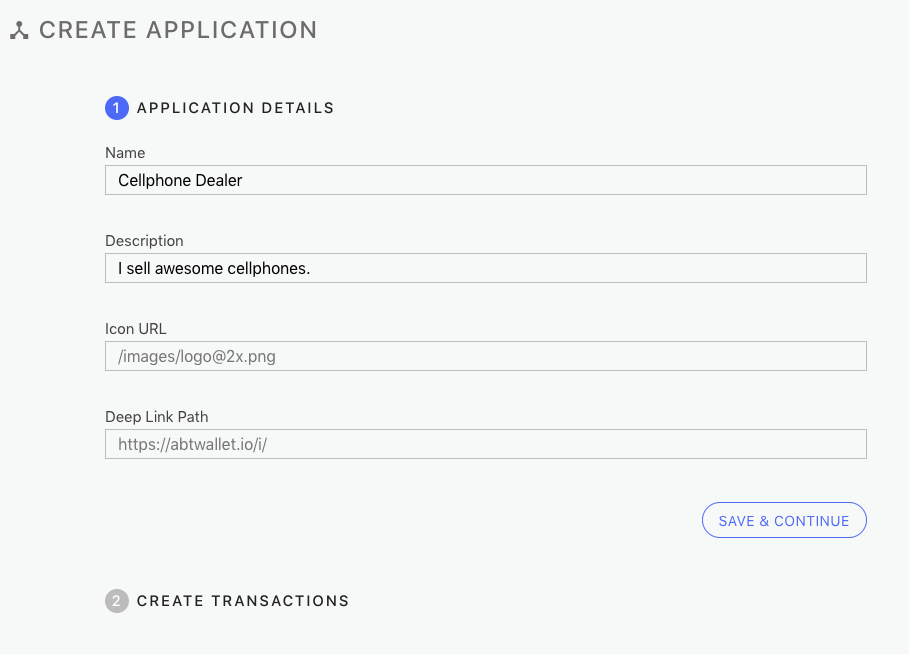 CREATE APPLICATION
1 APPLICATION DETAILS
Name
Cellphone Dealer
Description
I sell awesome cellphones.
Icon URL
/images/logo@2x.png
Deep Link Path
https://abtwallet.io/i/
SAVE & CONTINUE
2 CREATE TRANSACTIONS